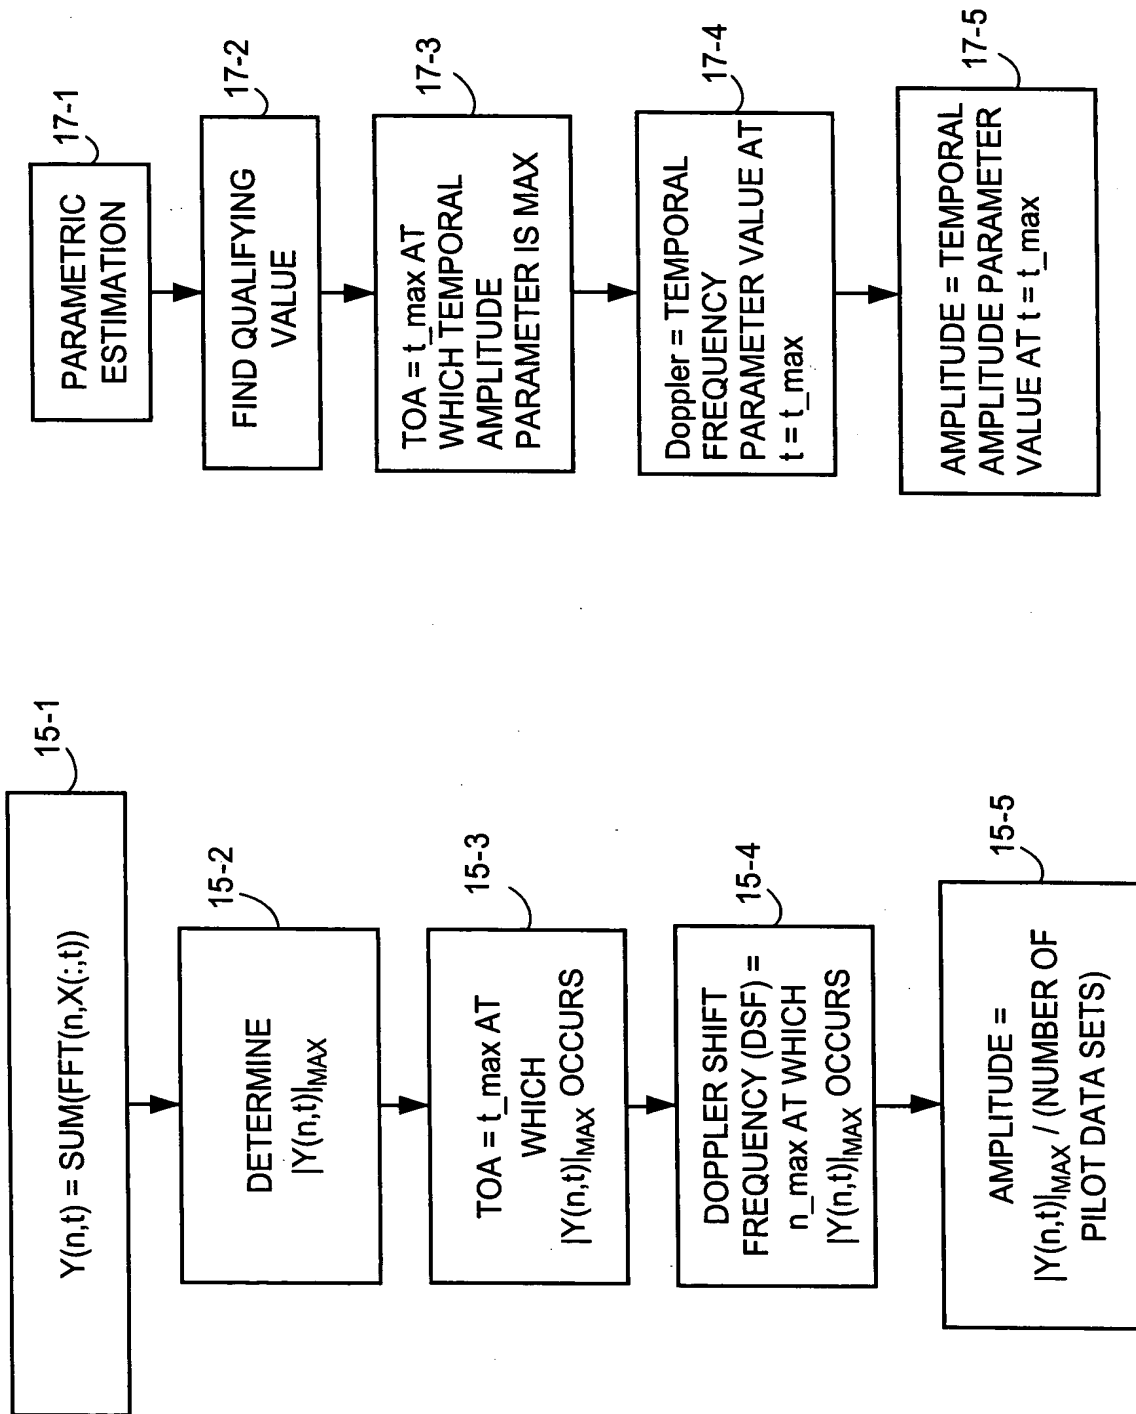 15-1
Y(n,t) = SUM(FFT(n,X(:,t))
15-2
DETERMINE
|Y(n,t)|MAX
15-3
TOA = t_max AT
WHICH
|Y(n,t)|MAX OCCURS
15-4
DOPPLER SHIFT
FREQUENCY (DSF) =
n_max AT WHICH
|Y(n,t)|MAX OCCURS
15-5
AMPLITUDE =
|Y(n,t)|MAX / (NUMBER OF
PILOT DATA SETS)
17-1
PARAMETRIC
ESTIMATION
17-2
FIND QUALIFYING
VALUE
17-3
TOA = t_max AT
WHICH TEMPORAL
AMPLITUDE
PARAMETER IS MAX
17-4
Doppler = TEMPORAL
FREQUENCY
PARAMETER VALUE AT
t = t_max
17-5
AMPLITUDE = TEMPORAL
AMPLITUDE PARAMETER
VALUE AT t = t_max